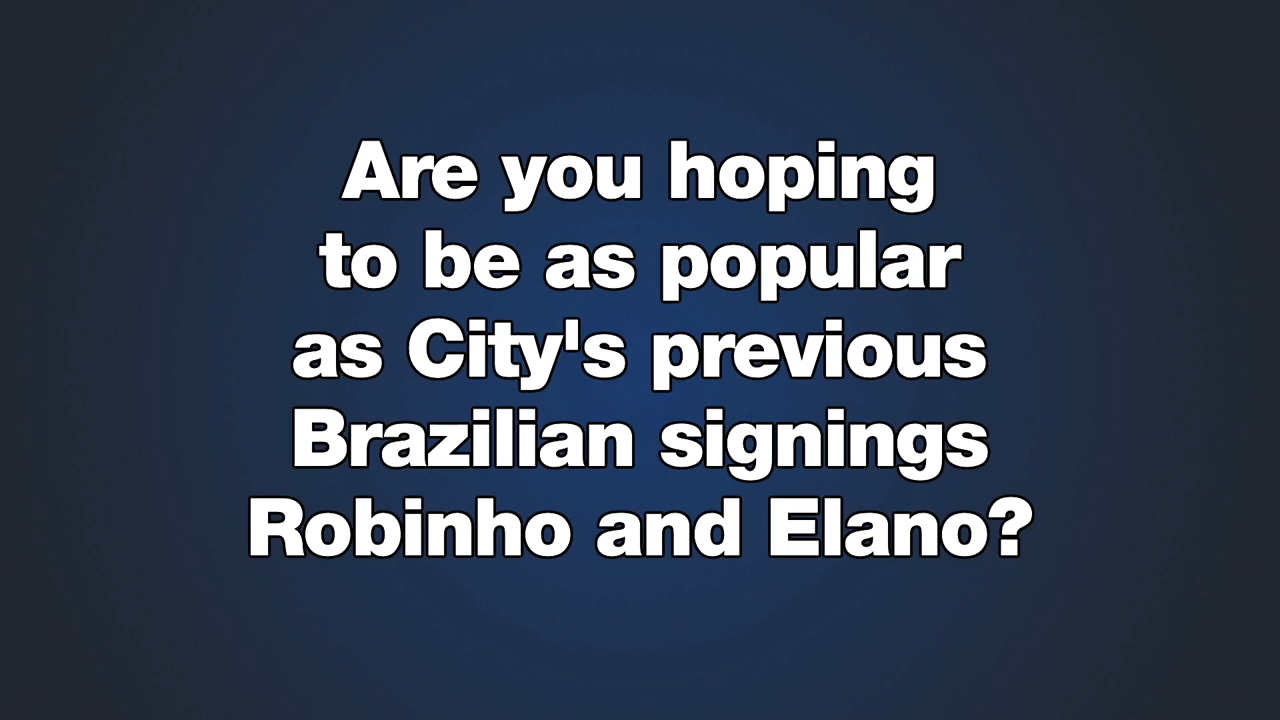 Are you hoping
to be as popular
as City's previous
Brazilian signings
Robinho and Elano?